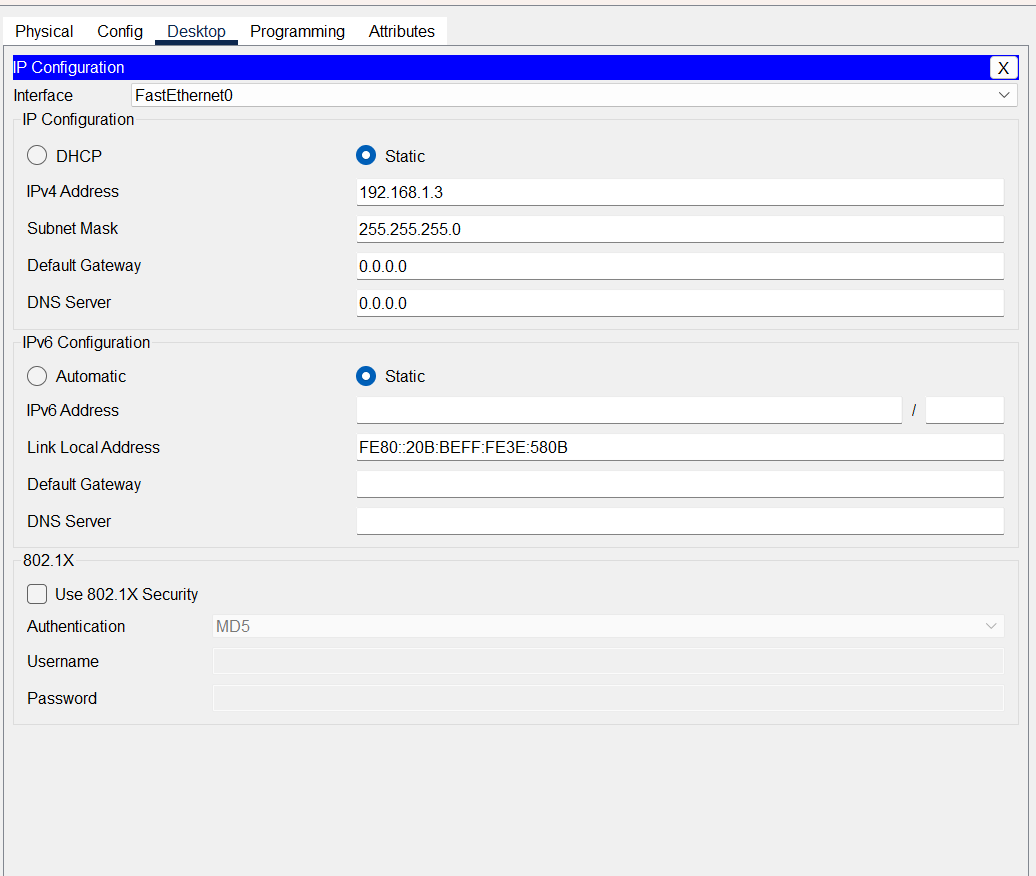 Physical Config Desktop Programming Attributes
IP Configuration X
Interface FastEthernet0
IP Configuration
DHCP Static
IPv4 Address 192.168.1.3
Subnet Mask 255.255.255.0
Default Gateway 0.0.0.0
DNS Server 0.0.0.0
IPv6 Configuration
Automatic Static
IPv6 Address /
Link Local Address FE80::20B:BEFF:FE3E:580B
Default Gateway
DNS Server
802.1X
Use 802.1X Security
Authentication MD5
Username
Password